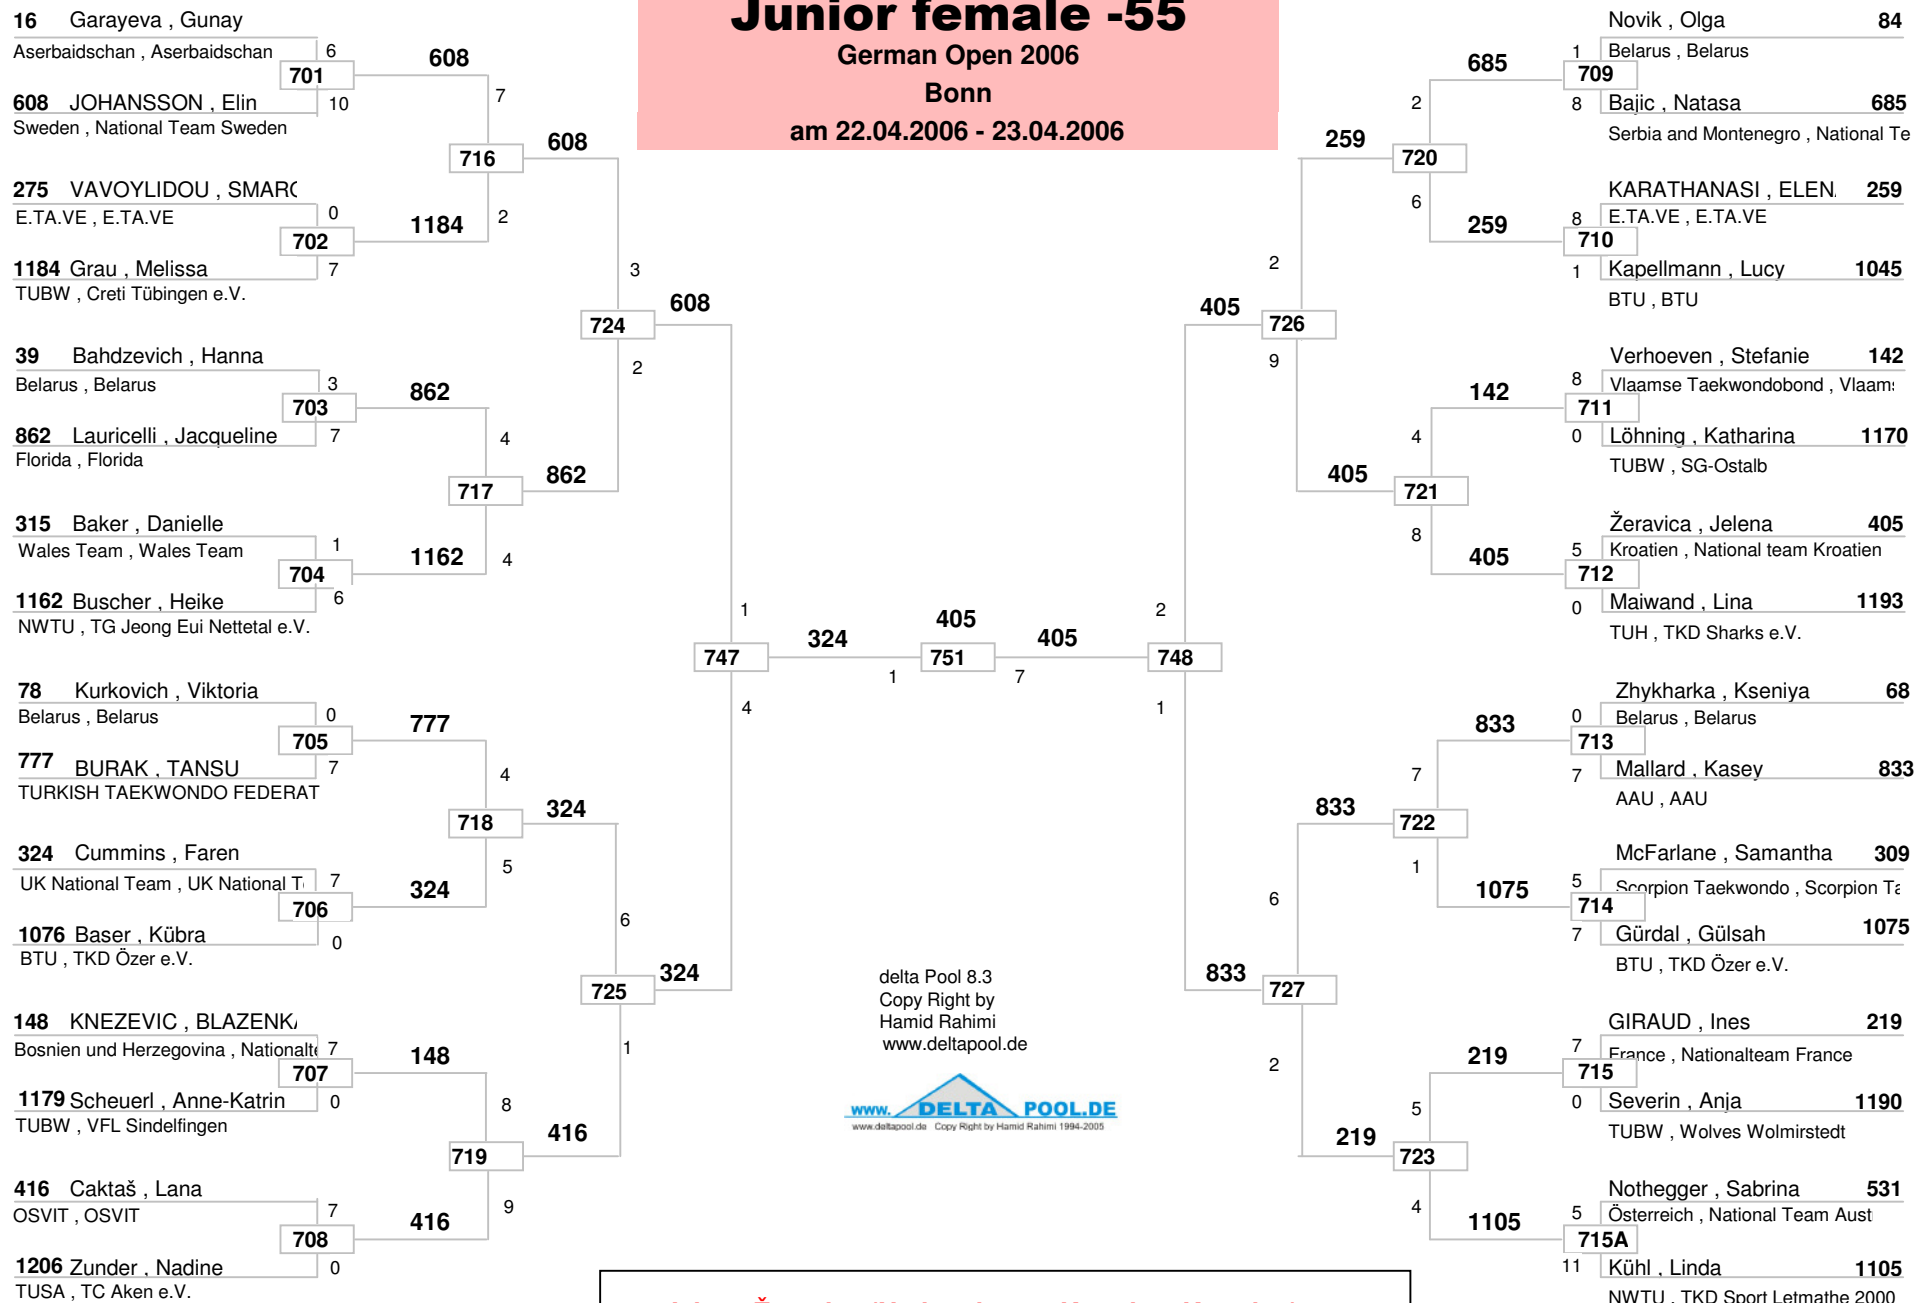 Junior female -55
German Open 2006
Bonn
am 22.04.2006 - 23.04.2006
16 Garayeva , Gunay
Aserbaidschan , Aserbaidschan
6
701
608
10
608 JOHANSSON , Elin
Sweden , National Team Sweden
7
716
608
2
275 VAVOYLIDOU , SMARO
E.TA.VE , E.TA.VE
0
702
1184
7
1184 Grau , Melissa
TUBW , Creti Tübingen e.V.
3
724
608
2
39 Bahdzevich , Hanna
Belarus , Belarus
3
703
862
7
862 Lauricelli , Jacqueline
Florida , Florida
4
717
862
4
315 Baker , Danielle
Wales Team , Wales Team
1
704
1162
6
1162 Buscher , Heike
NWTU , TG Jeong Eui Nettetal e.V.
1
747
324
4
78 Kurkovich , Viktoria
Belarus , Belarus
0
705
777
7
777 BURAK , TANSU
TURKISH TAEKWONDO FEDERAT
4
718
324
5
324 Cummins , Faren
UK National Team , UK National T
7
706
324
0
1076 Baser , Kübra
BTU , TKD Özer e.V.
6
725
324
1
148 KNEZEVIC , BLAZENKA
Bosnien und Herzegovina , Nationalte
7
707
148
0
1179 Scheuerl , Anne-Katrin
TUBW , VFL Sindelfingen
8
719
416
9
416 Caktaš , Lana
OSVIT , OSVIT
7
708
416
0
1206 Zunder , Nadine
TUSA , TC Aken e.V.
405
1
751
7
405
Novik , Olga 84
1
Belarus , Belarus
685
709
8
Bajic , Natasa 685
Serbia and Montenegro , National Te
2
259
720
6
KARATHANASI , ELEN 259
8
E.TA.VE , E.TA.VE
259
710
1
Kapellmann , Lucy 1045
BTU , BTU
2
405
726
9
Verhoeven , Stefanie 142
8
Vlaamse Taekwondobond , Vlaams
142
711
0
Löhning , Katharina 1170
TUBW , SG-Ostalb
4
405
721
8
Žeravica , Jelena 405
5
Kroatien , National team Kroatien
405
712
0
Maiwand , Lina 1193
TUH , TKD Sharks e.V.
2
748
1
Zhykharka , Kseniya 68
0
Belarus , Belarus
833
713
7
Mallard , Kasey 833
AAU , AAU
7
833
722
1
McFarlane , Samantha 309
5
Scorpion Taekwondo , Scorpion Ta
1075
714
7
Gürdal , Gülsah 1075
BTU , TKD Özer e.V.
6
833
727
2
GIRAUD , Ines 219
7
France , Nationalteam France
219
715
0
Severin , Anja 1190
TUBW , Wolves Wolmirstedt
5
219
723
4
Nothegger , Sabrina 531
5
Österreich , National Team Aust
1105
715A
11
Kühl , Linda 1105
NWTU , TKD Sport Letmathe 2000
delta Pool 8.3
Copy Right by
Hamid Rahimi
www.deltapool.de
www. DELTA POOL.DE
www.deltapool.de Copy Right by Hamid Rahimi 1994-2005